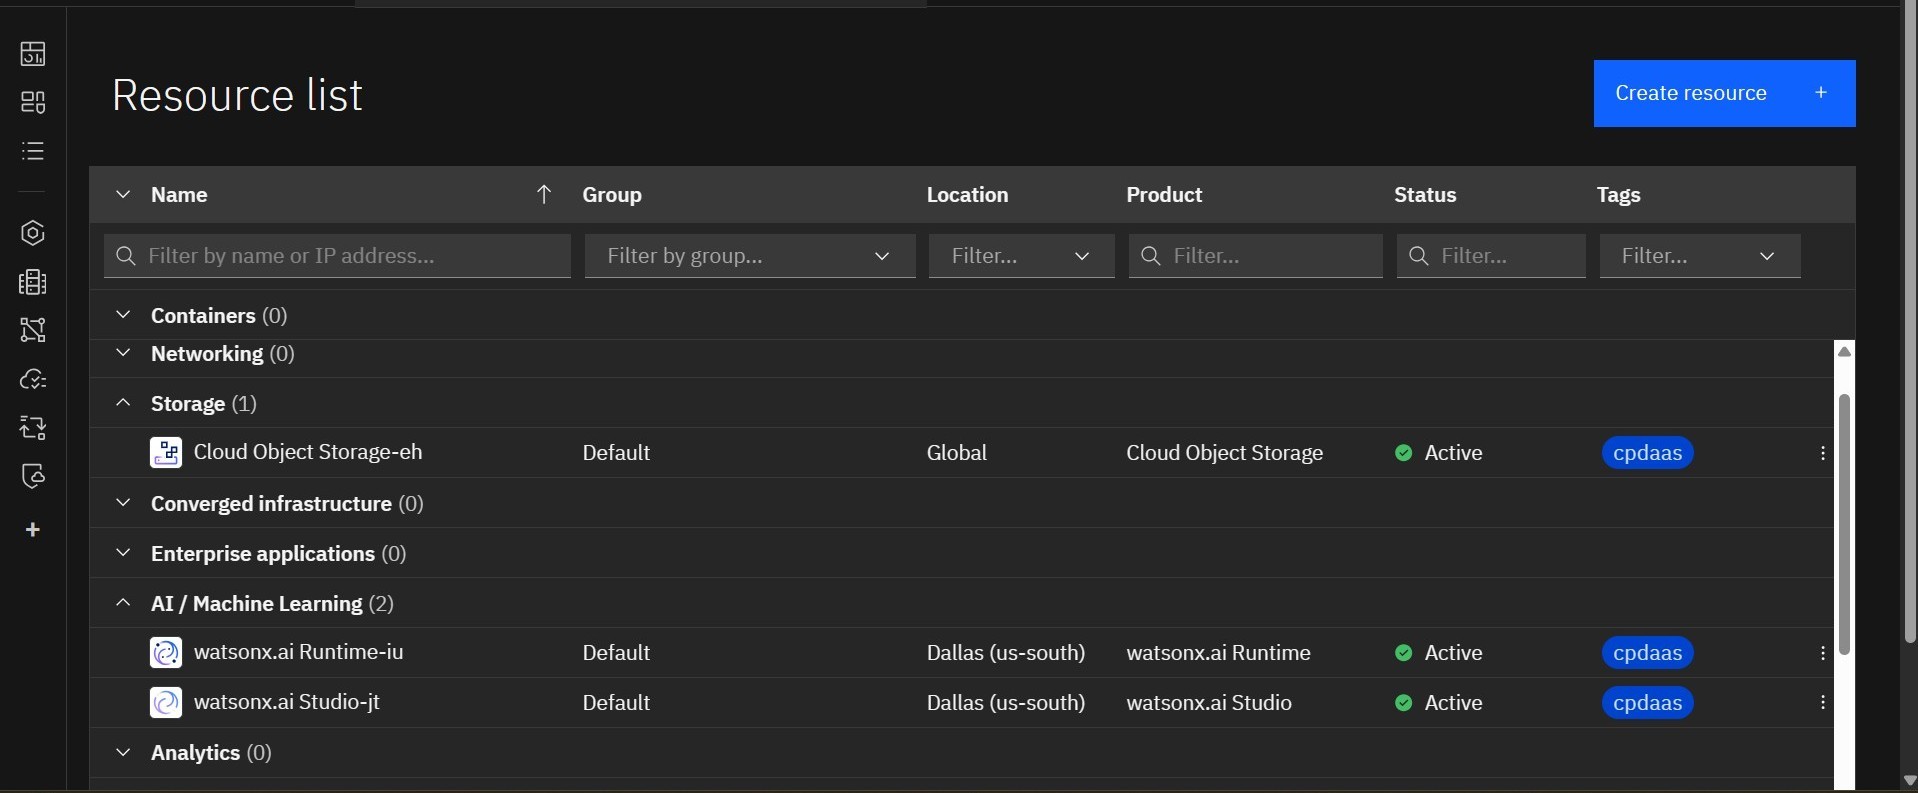 Resource list
Create resource +
Name Group Location Product Status Tags
Filter by name or IP address... Filter by group... Filter... Filter... Filter... Filter...
Containers (0)
Networking (0)
Storage (1)
Cloud Object Storage-eh Default Global Cloud Object Storage Active cpdaas
Converged infrastructure (0)
Enterprise applications (0)
AI / Machine Learning (2)
watsonx.ai Runtime-iu Default Dallas (us-south) watsonx.ai Runtime Active cpdaas
watsonx.ai Studio-jt Default Dallas (us-south) watsonx.ai Studio Active cpdaas
Analytics (0)